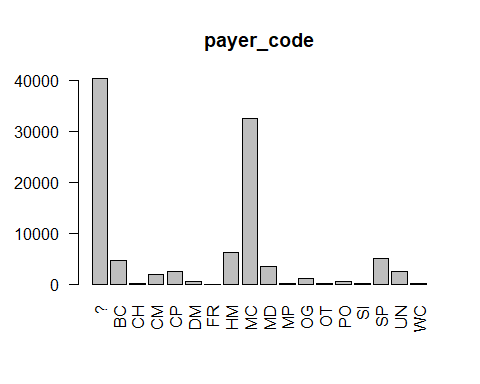 payer_code
40000
30000
20000
10000
0
? BC CH CM CP DM FR HM MC MD MP OG OT PO SI SP UN WC